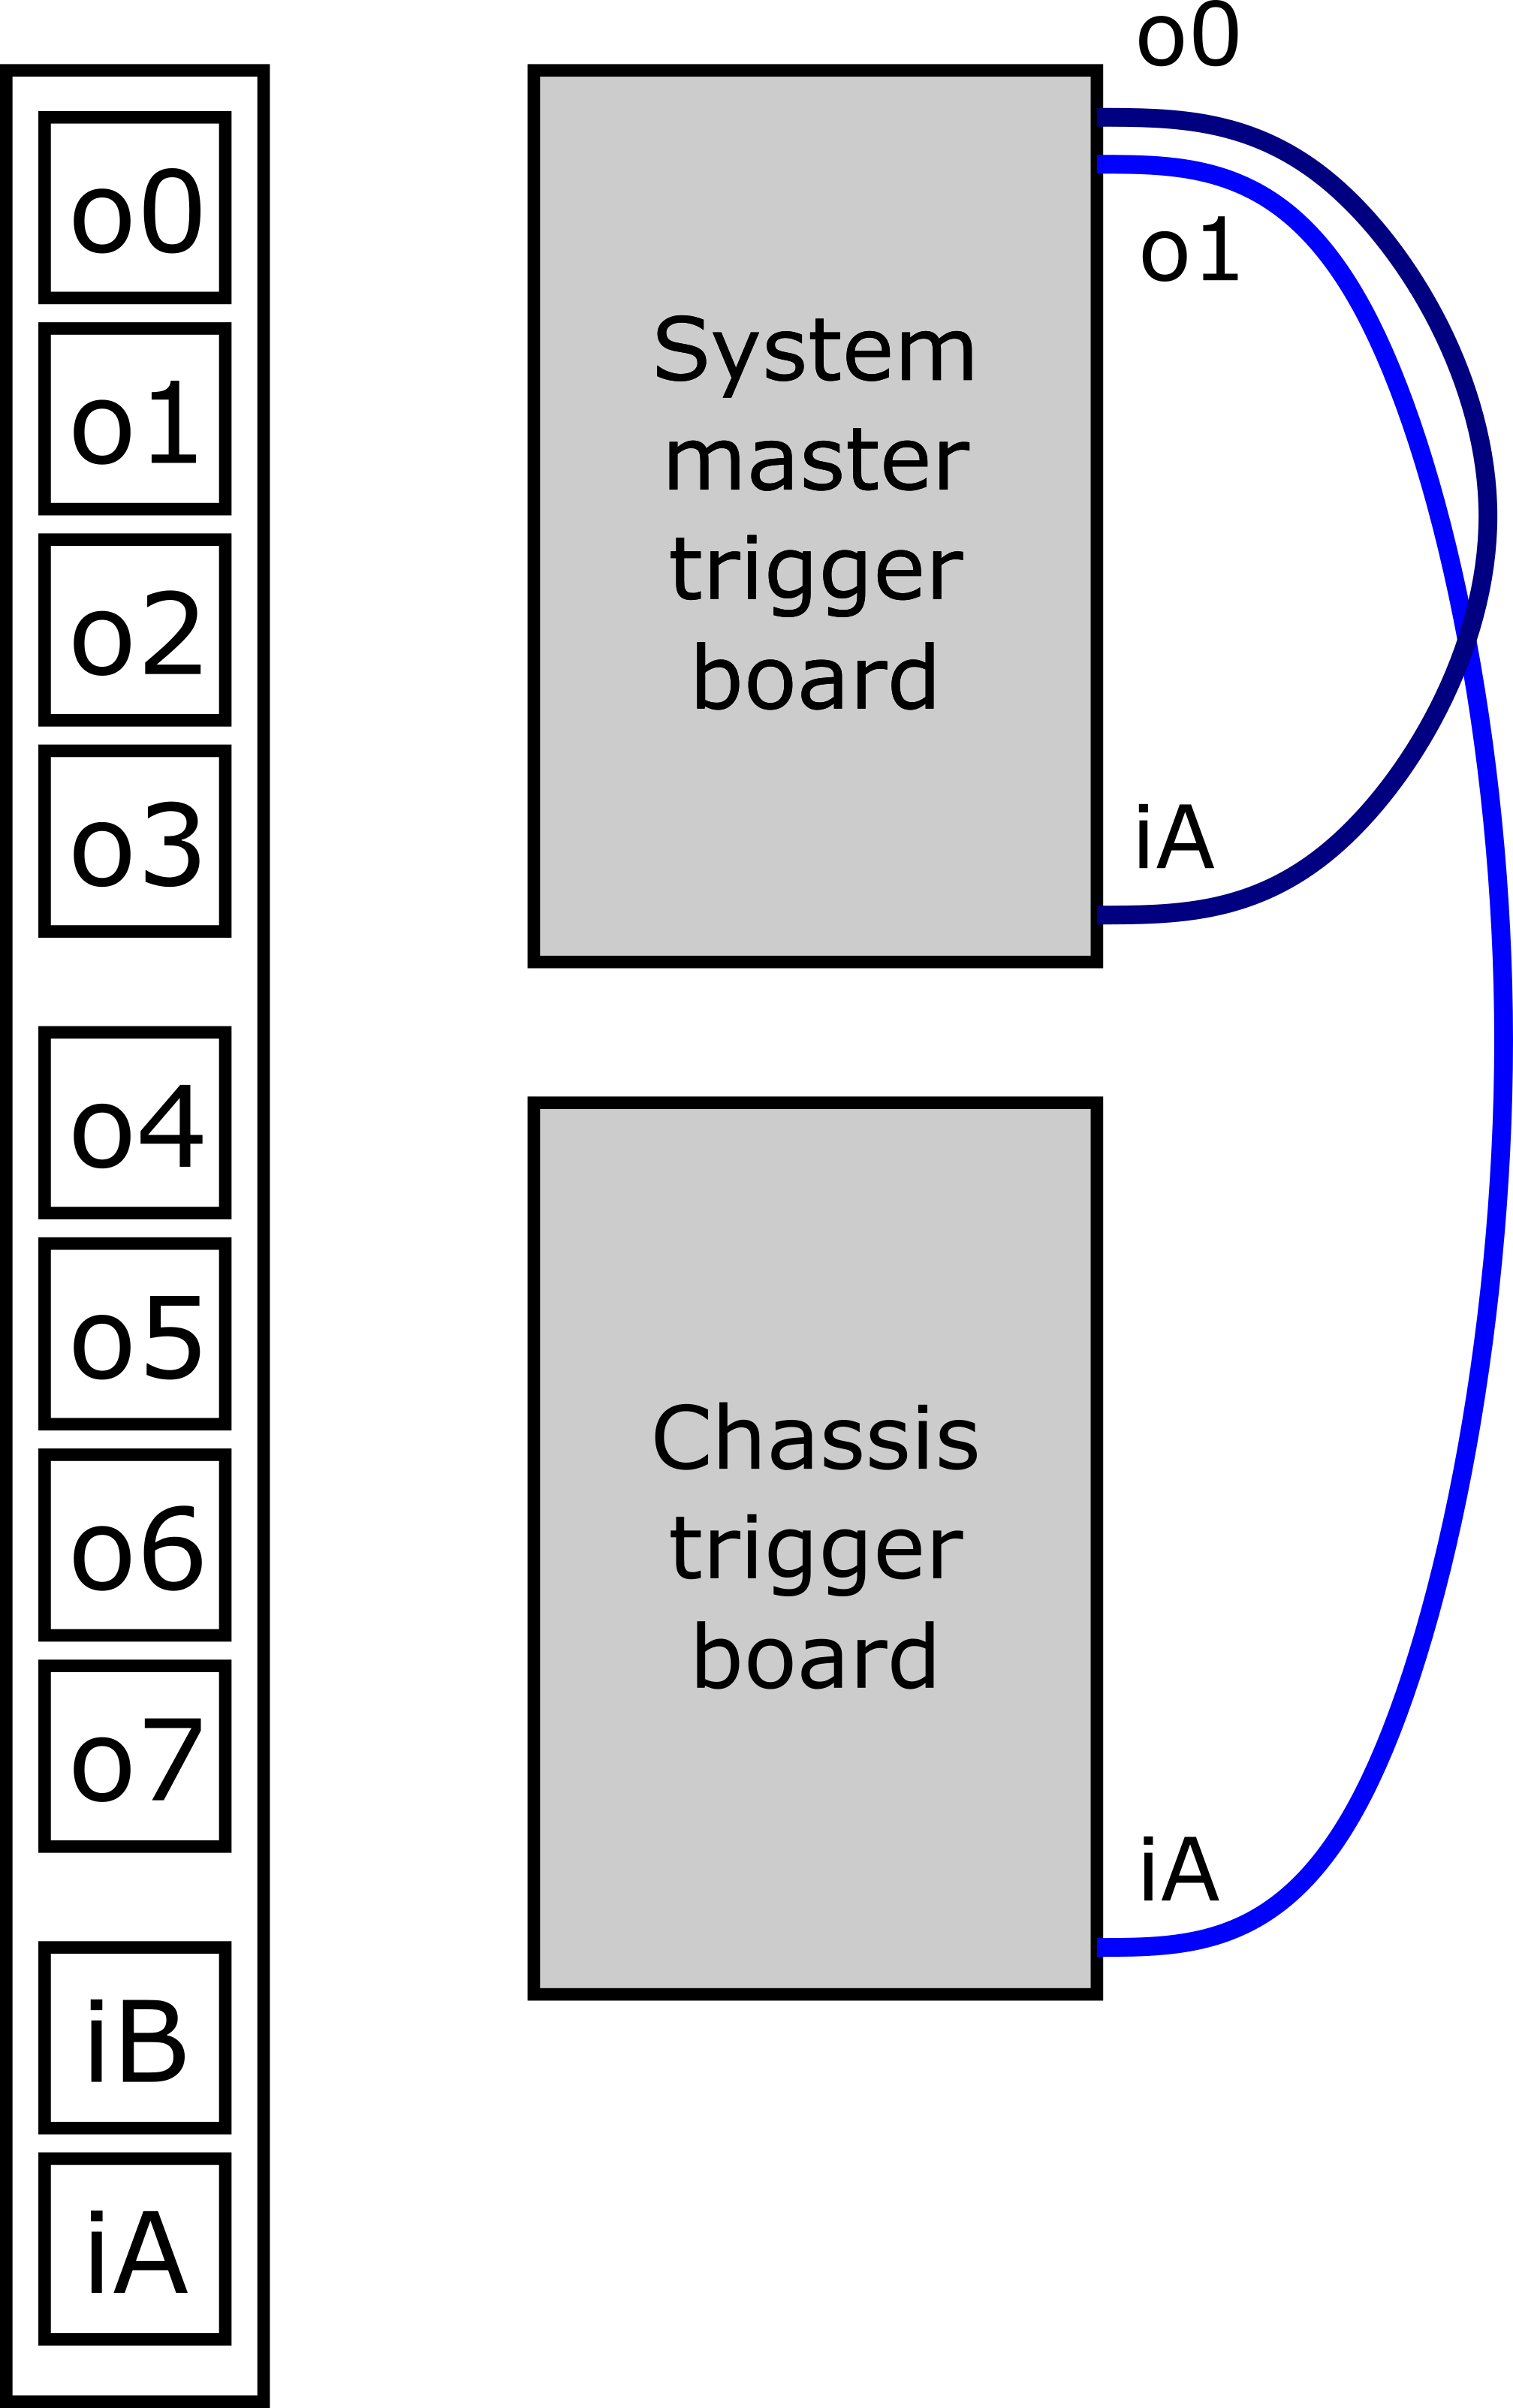 o0
o1
o2
o3
o4
o5
o6
o7
iB
iA
System
master
trigger
board
o0
o1
iA
Chassis
trigger
board
iA